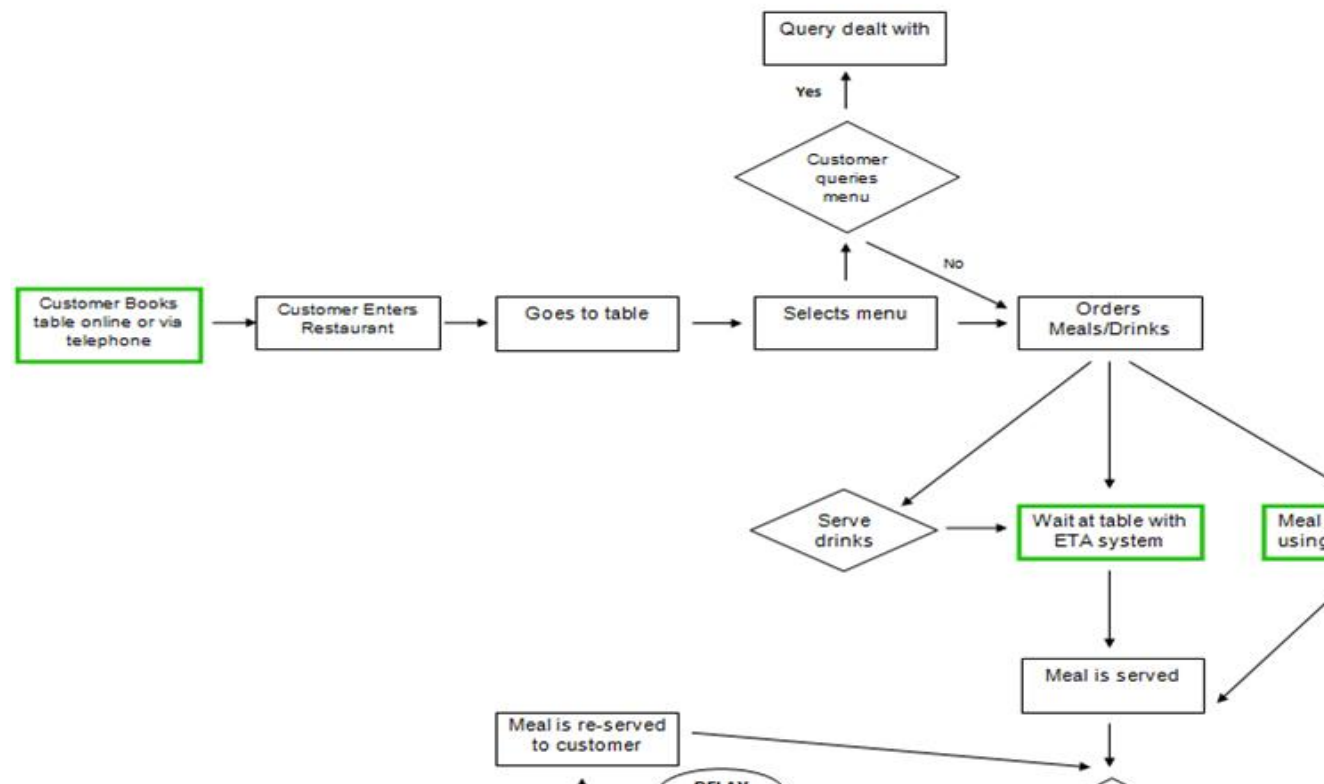 Query dealt with
Yes
Customer
queries
menu
No
Customer Books
table online or via
telephone
Customer Enters
Restaurant
Goes to table
Selects menu
Orders
Meals/Drinks
Serve
drinks
Wait at table with
ETA system
Meal
using
Meal is served
Meal is re-served
to customer